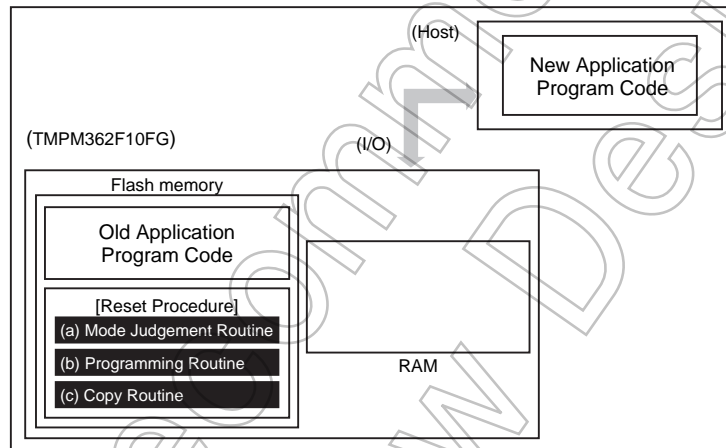 (Host)
New Application
Program Code
(TMPM362F10FG)
(I/O)
Flash memory
Old Application
Program Code
[Reset Procedure]
(a) Mode Judgement Routine
(b) Programming Routine
(c) Copy Routine
RAM